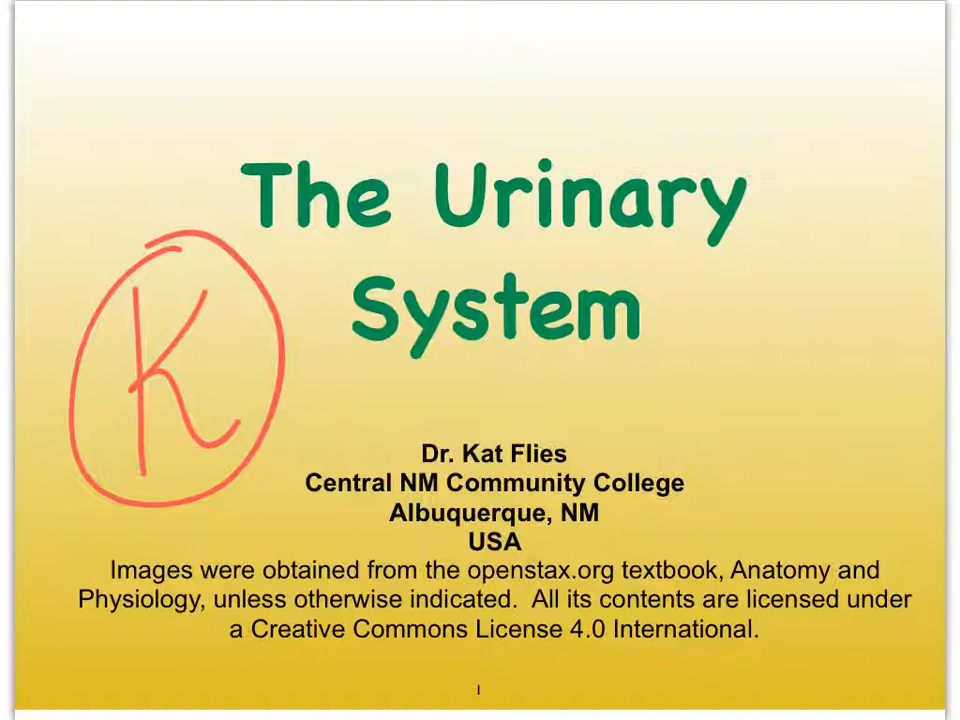 The Urinary
System
K
Dr. Kat Flies
Central NM Community College
Albuquerque, NM
USA
Images were obtained from the openstax.org textbook, Anatomy and
Physiology, unless otherwise indicated.  All its contents are licensed under
a Creative Commons License 4.0 International.
1